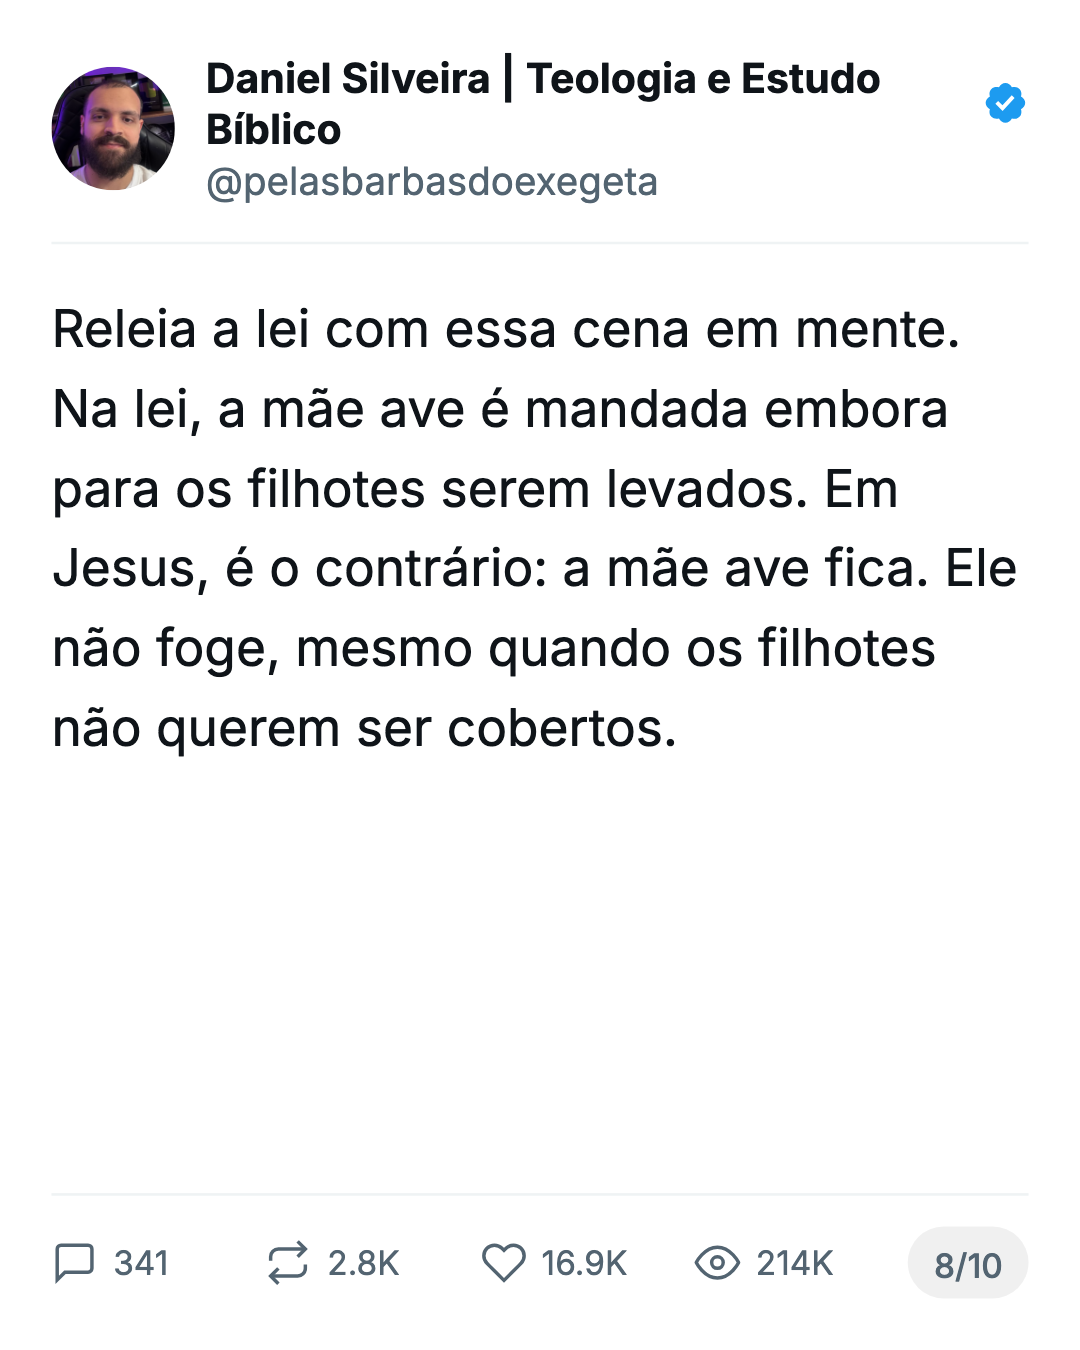 Daniel Silveira | Teologia e Estudo
Bíblico
@pelasbarbasdoexegeta
Releia a lei com essa cena em mente.
Na lei, a mãe ave é mandada embora
para os filhotes serem levados. Em
Jesus, é o contrário: a mãe ave fica. Ele
não foge, mesmo quando os filhotes
não querem ser cobertos.
341 2.8K 16.9K 214K 8/10